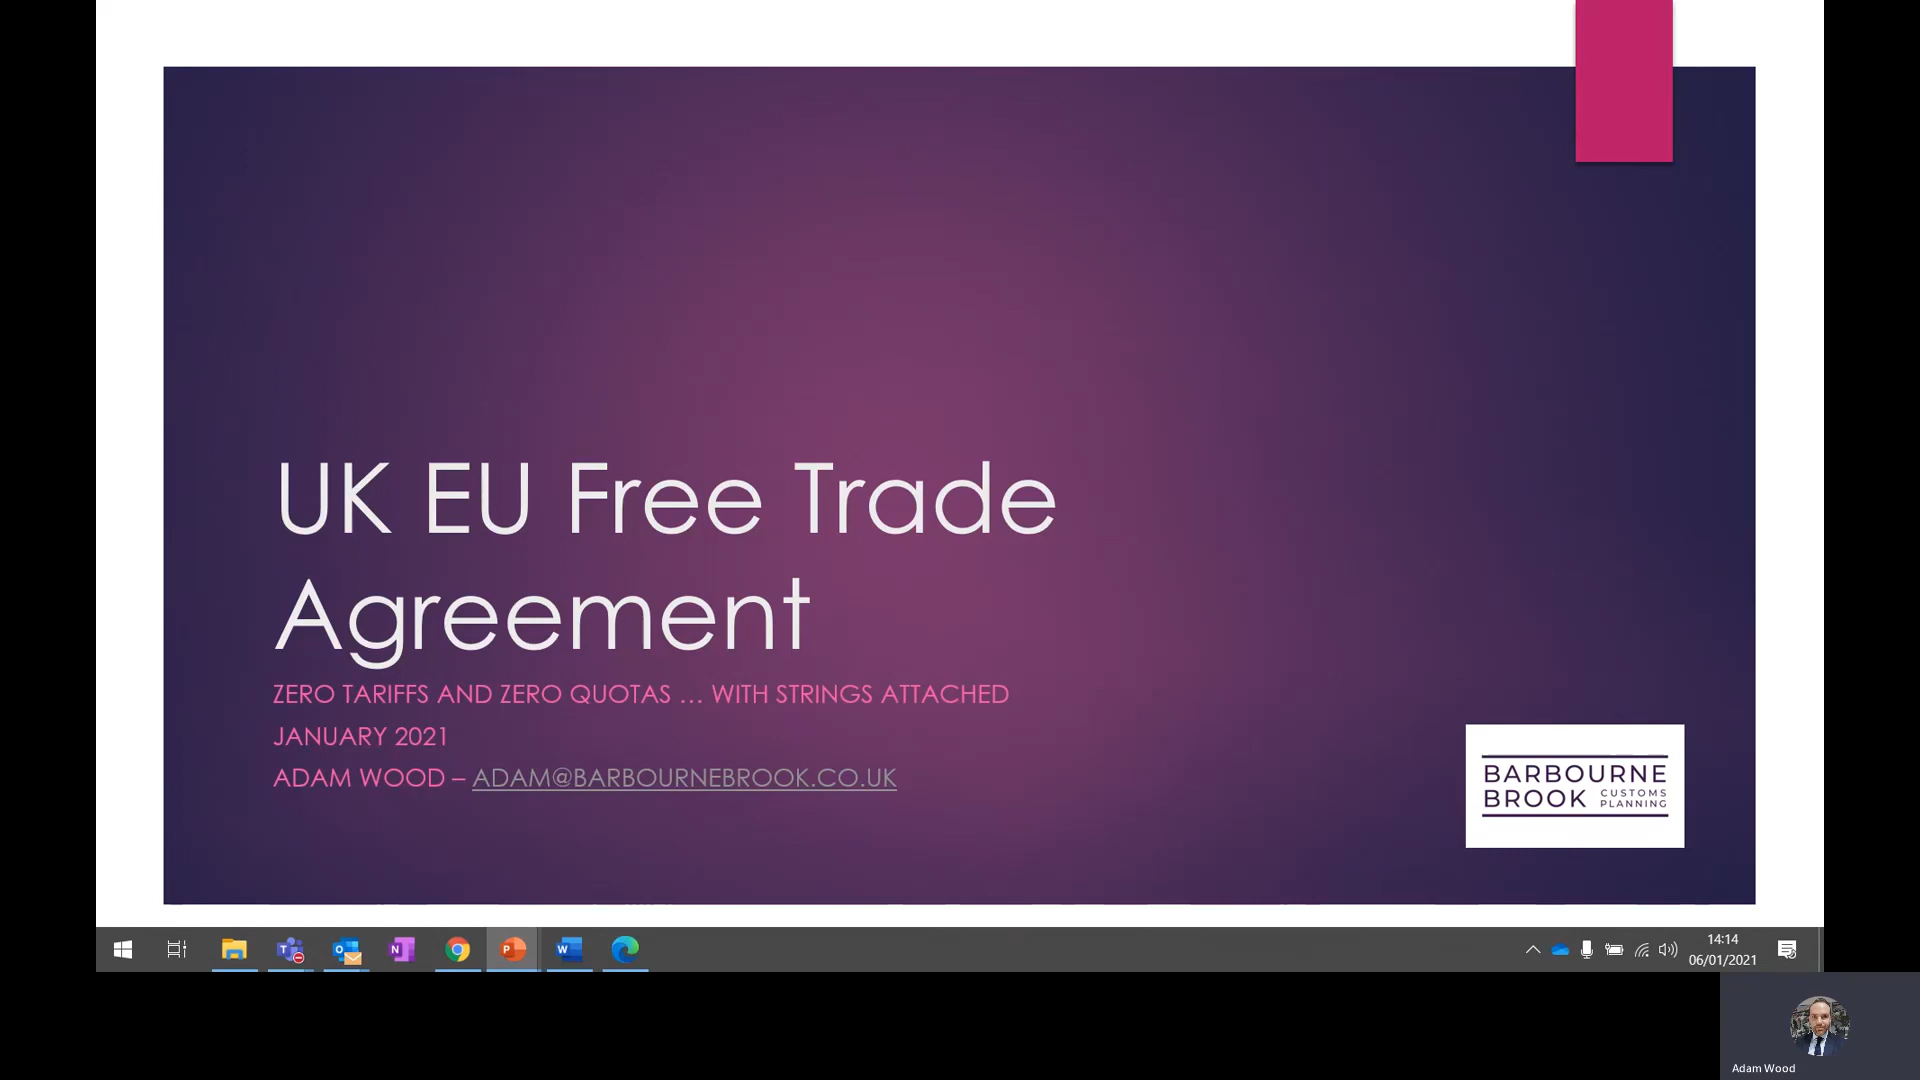 UK EU Free Trade
Agreement
ZERO TARIFFS AND ZERO QUOTAS … WITH STRINGS ATTACHED
JANUARY 2021
ADAM WOOD – ADAM@BARBOURNEBROOK.CO.UK
BARBOURNE
BROOK CUSTOMS PLANNING
14:14
06/01/2021
Adam Wood